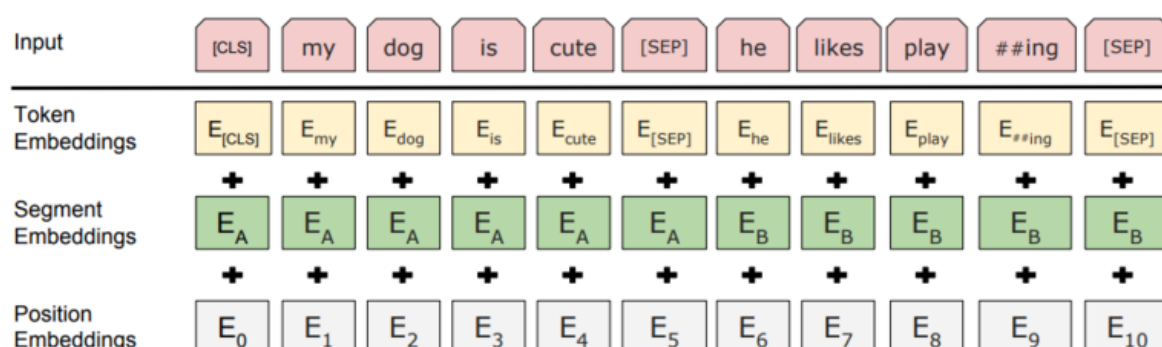 Input [CLS] my dog is cute [SEP] he likes play ##ing [SEP]
Token
Embeddings E[CLS] Emy Edog Eis Ecute E[SEP] Ehe Elikes Eplay E##ing E[SEP]
+ + + + + + + + + + +
Segment
Embeddings EA EA EA EA EA EA EB EB EB EB EB
+ + + + + + + + + + +
Position
Embeddings E0 E1 E2 E3 E4 E5 E6 E7 E8 E9 E10